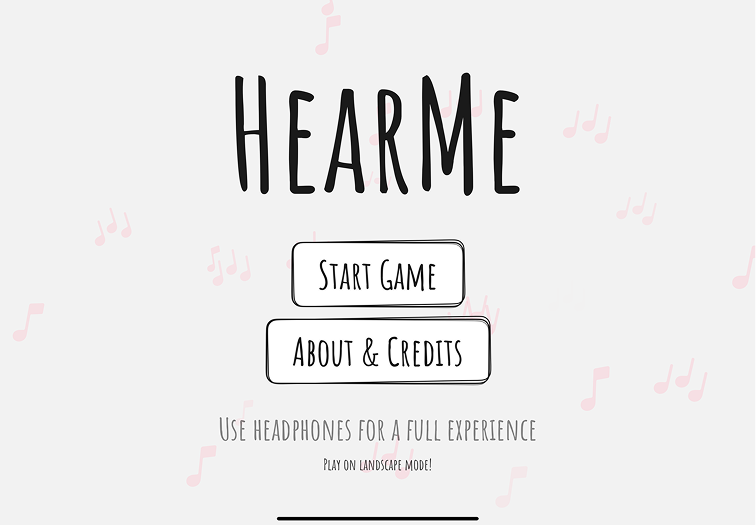 HearMe
Start Game
About & Credits
Use headphones for a full experience
Play on landscape mode!